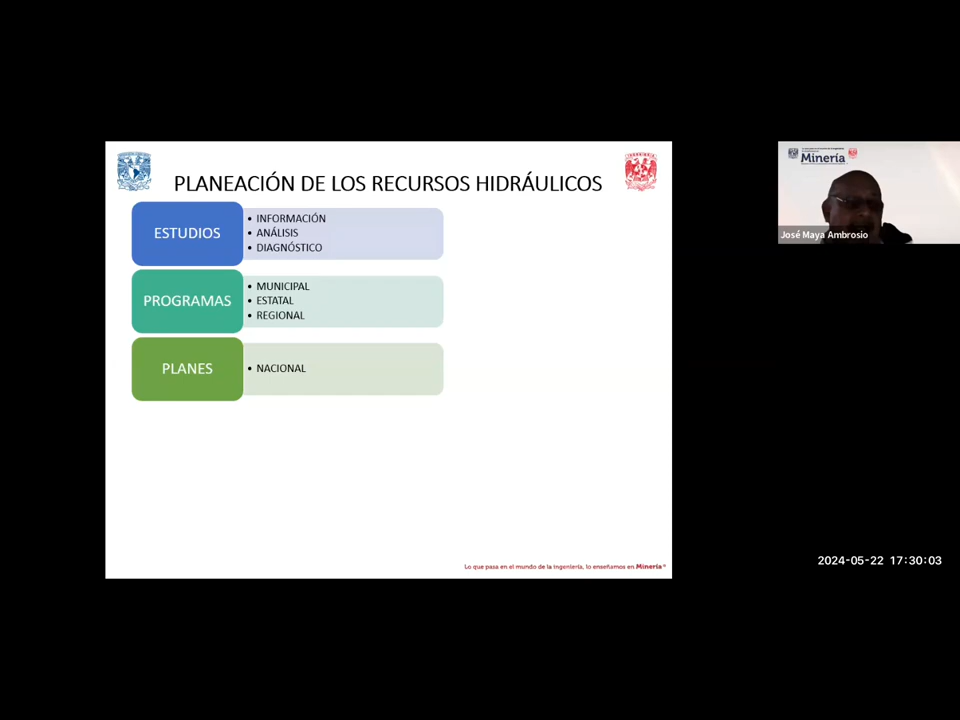 PLANEACIÓN DE LOS RECURSOS HIDRÁULICOS
ESTUDIOS
• INFORMACIÓN
• ANÁLISIS
• DIAGNÓSTICO
PROGRAMAS
• MUNICIPAL
• ESTATAL
• REGIONAL
PLANES
• NACIONAL
Lo que pasa en el mundo de la ingeniería, lo enseñamos en Minería®
Minería
José Maya Ambrosio
2024-05-22 17:30:03